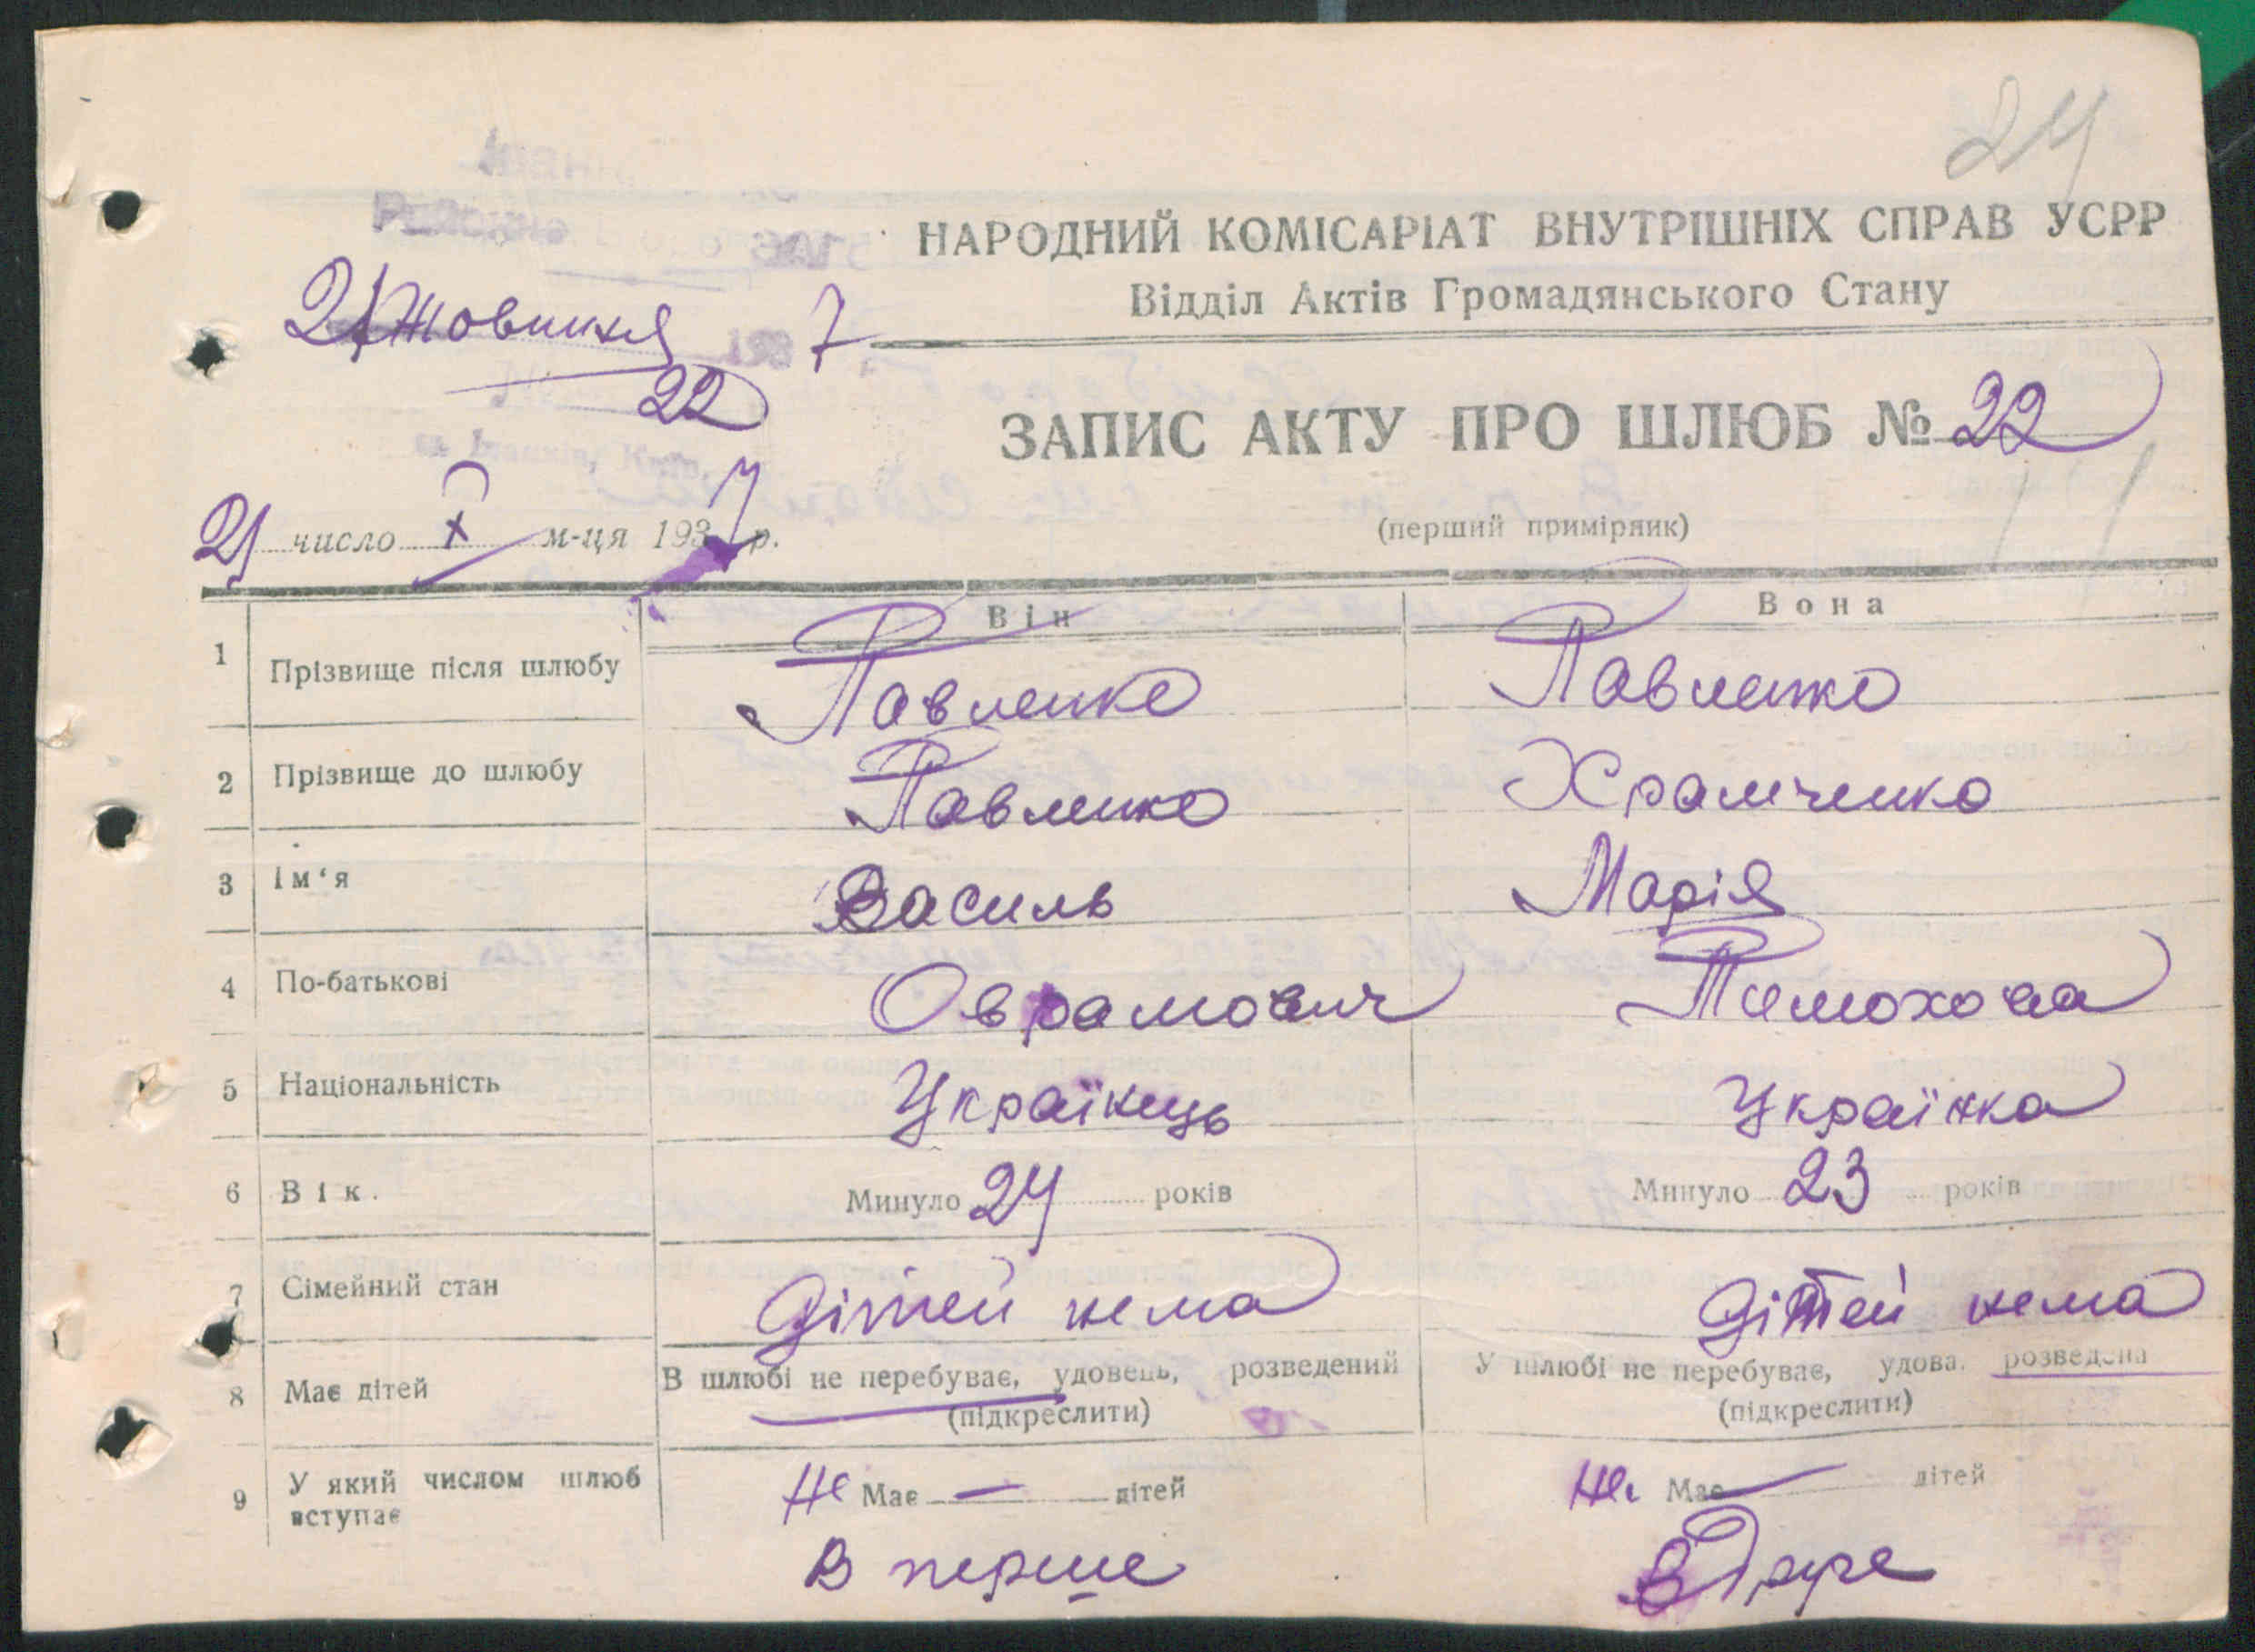 24
НАРОДНИЙ КОМІСАРІАТ ВНУТРІШНІХ СПРАВ УСРР
Відділ Актів Громадянського Стану
21 жовтня 7
22
ЗАПИС АКТУ ПРО ШЛЮБ № 22
(перший примірник)
21 число X м-ця 1937 р.
Він Вона
1 Прізвище після шлюбу Павленко Павленко
2 Прізвище до шлюбу Павленко Храмченко
3 Ім‘я Василь Марія
4 По-батькові Оврамович Тимохова
5 Національність Українець Українка
6 Вік. Минуло 24 років Минуло 23 років
7 Сімейний стан Дітей нема Дітей нема
8 Має дітей В шлюбі не перебуває, удовець, розведений У шлюбі не перебуває, удова, розведена
(підкреслити) (підкреслити)
9 У який числом шлюб вступає Не Має — дітей Не Має — дітей
В перше В Друге